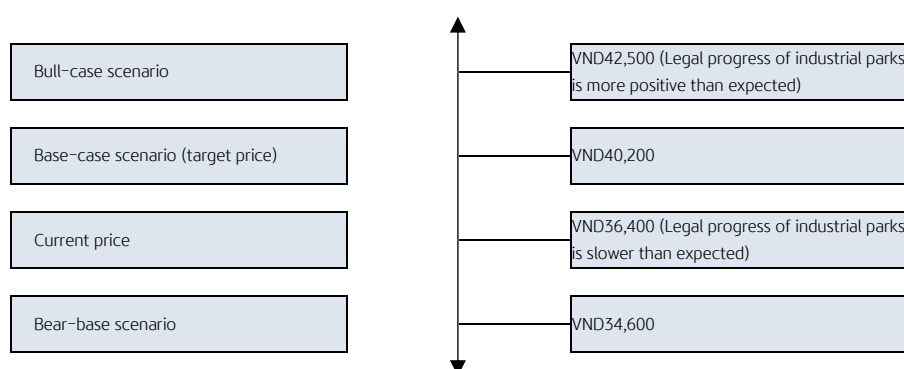 Bull-case scenario
VND42,500 (Legal progress of industrial parks
is more positive than expected)
Base-case scenario (target price)
VND40,200
Current price
VND36,400 (Legal progress of industrial parks
is slower than expected)
Bear-base scenario
VND34,600